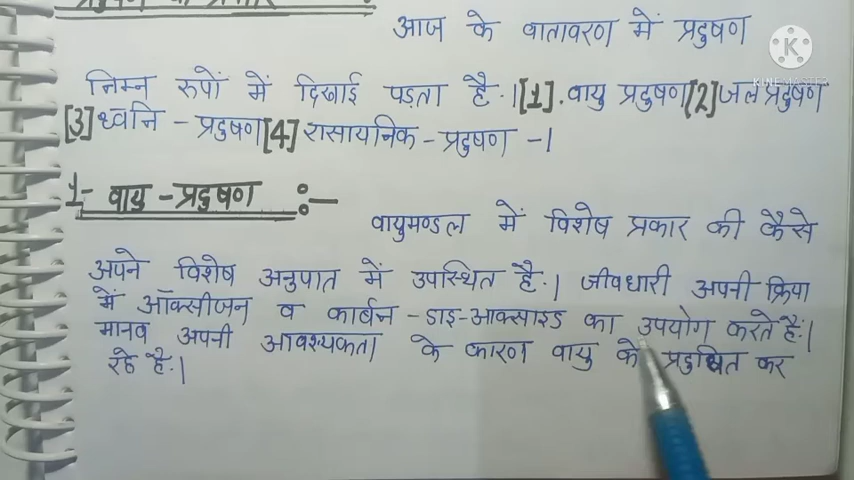 आज के वातावरण में प्रदुषण
निम्न रुपों में दिखाई पड़ता है.। [1]. वायु प्रदुषण [2] जल प्रदुषण
[3] ध्वनि - प्रदुषण [4] रासायनिक - प्रदुषण -।
1- वायु - प्रदुषण :-
वायुमण्डल में विशेष प्रकार की कैसे
अपने विशेष अनुपात में उपस्थित है.। जीवधारी अपनी क्रिया
में ऑक्सीजन व कार्बन - डाइ-आक्साइड का उपयोग करते हैं।
मानव अपनी आवश्यकता के कारण वायु के प्रदुषित कर
रहे है.।
KINEMASTER